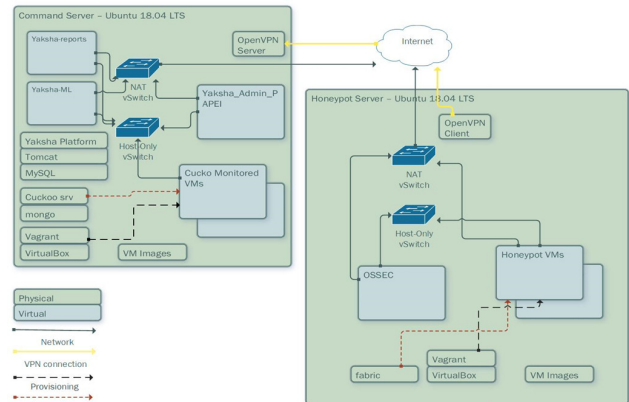 Command Server – Ubuntu 18.04 LTS
Yaksha-reports
Yaksha-ML
NAT
vSwitch
Host-Only
vSwitch
OpenVPN
Server
Yaksha_Admin_P
APEI
Yaksha Platform
Tomcat
MySQL
Cuckoo srv
mongo
Vagrant
VirtualBox
Cucko Monitored
VMs
VM Images
Internet
Honeypot Server – Ubuntu 18.04 LTS
OpenVPN
Client
NAT
vSwitch
Host-Only
vSwitch
OSSEC
Honeypot VMs
fabric
Vagrant
VirtualBox
VM Images
Physical
Virtual
Network
VPN connection
Provisioning